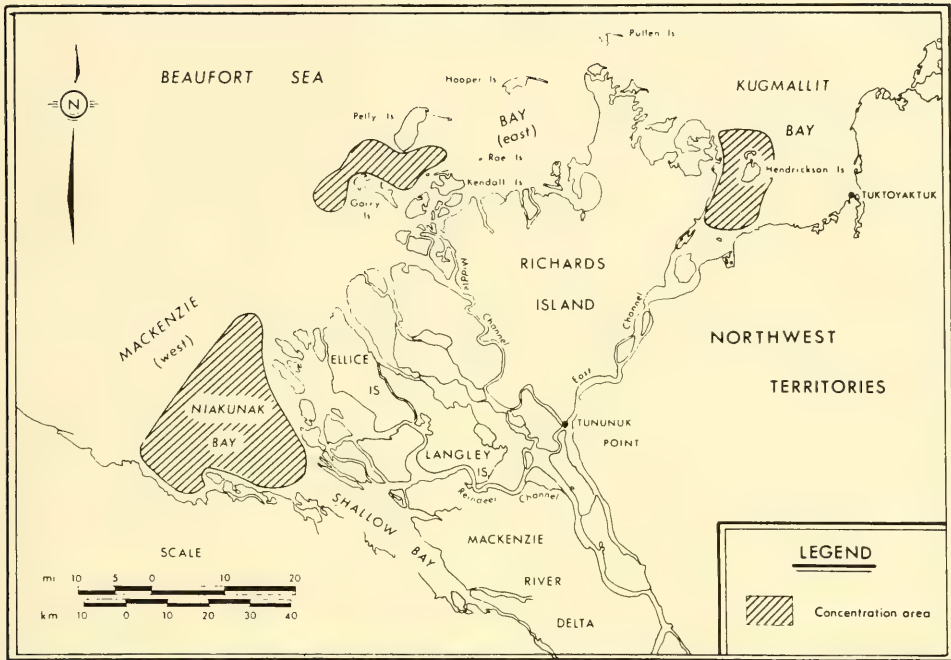 Pullen Is
BEAUFORT SEA
Hooper Is
KUGMALLIT
BAY
N
Pelly Is
BAY
(east)
Rae Is
Hendrickson Is
Kendall Is
TUKTOYAKTUK
Garry
Is
RICHARDS
ISLAND
Middle
Channel
MACKENZIE
(west)
East
Channel
NORTHWEST
TERRITORIES
ELLICE
IS
NIAKUNAK
BAY
TUNUNUK
POINT
LANGLEY
IS
Reindeer Channel
SHALLOW BAY
MACKENZIE
RIVER
DELTA
SCALE
mi 10 5 0 10 20
km 10 0 10 20 30 40
LEGEND
Concentration area